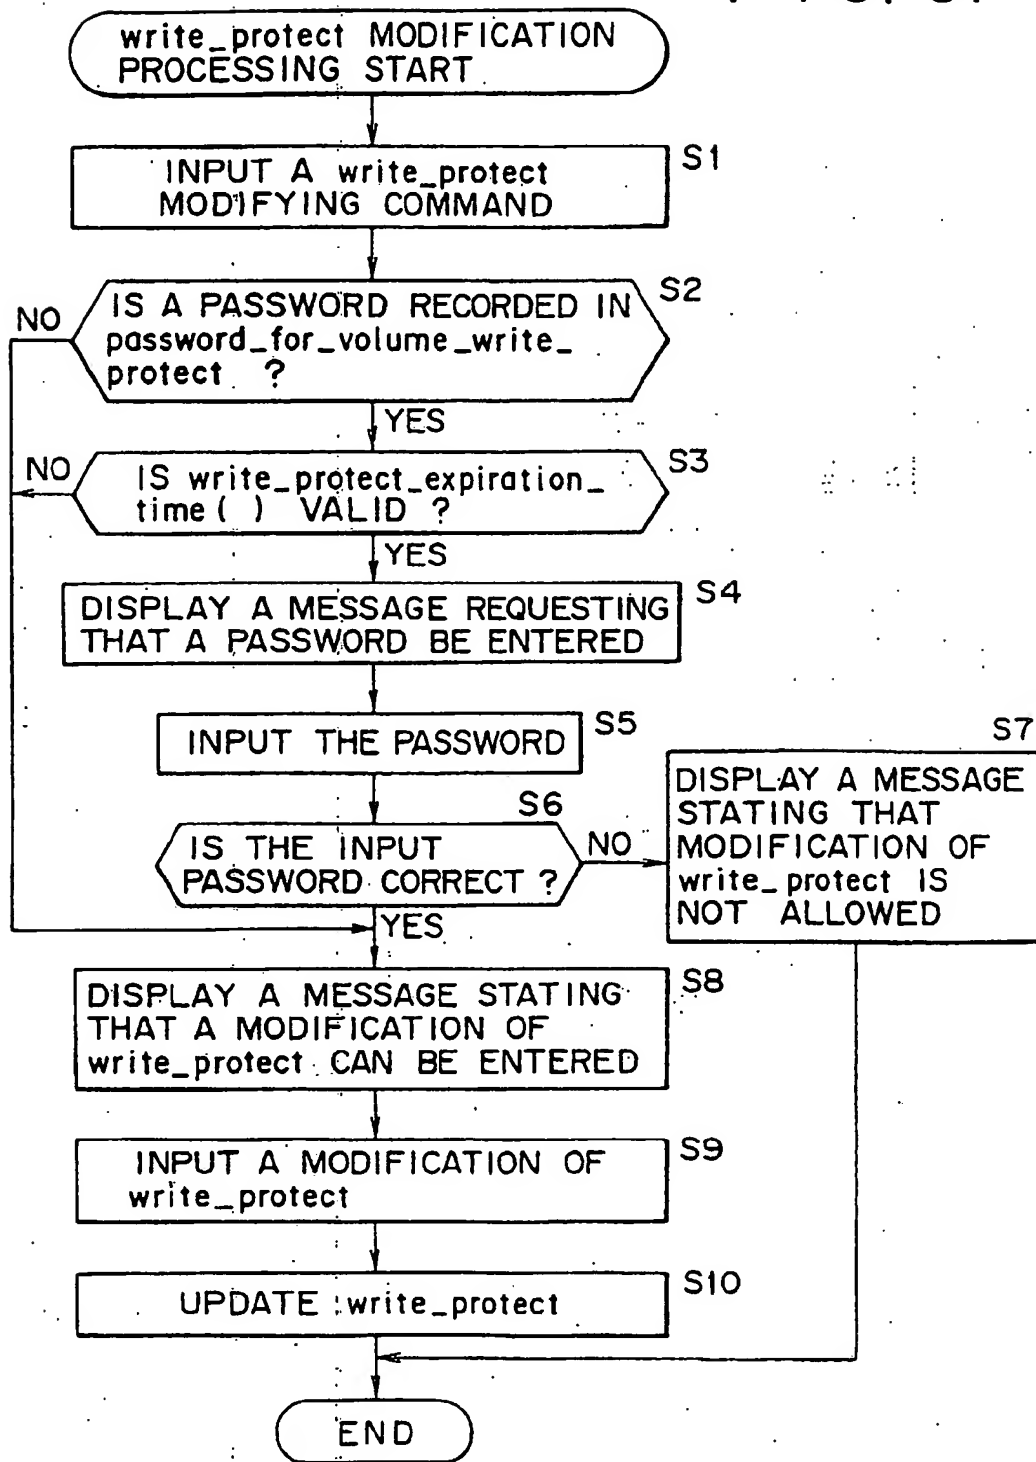 write_protect MODIFICATION
PROCESSING START
S1
INPUT A write_protect
MODIFYING COMMAND
S2
NO
IS A PASSWORD RECORDED IN
password_for_volume_write_
protect ?
YES
S3
NO
IS write_protect_expiration_
time ( ) VALID ?
YES
S4
DISPLAY A MESSAGE REQUESTING
THAT A PASSWORD BE ENTERED
S5
INPUT THE PASSWORD
S6
IS THE INPUT
PASSWORD CORRECT ?
NO
S7
DISPLAY A MESSAGE
STATING THAT
MODIFICATION OF
write_protect IS
NOT ALLOWED
YES
S8
DISPLAY A MESSAGE STATING
THAT A MODIFICATION OF
write_protect CAN BE ENTERED
S9
INPUT A MODIFICATION OF
write_protect
S10
UPDATE write_protect
END